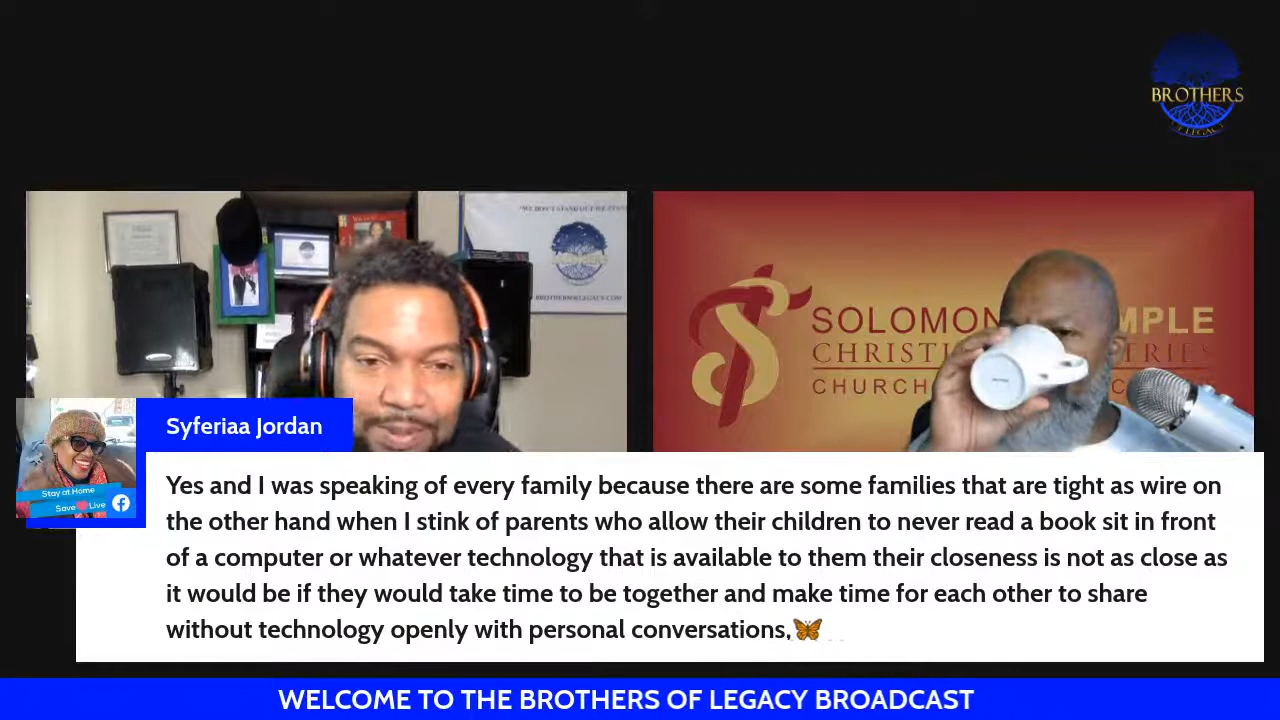 BROTHERS
OF LEGACY
BROTHERSOFLEGACY.COM
SOLOMON MPLE
CHRISTI TRIES
CHURCH C
Syferiaa Jordan
Stay at Home
Save Live
Yes and I was speaking of every family because there are some families that are tight as wire on
the other hand when I stink of parents who allow their children to never read a book sit in front
of a computer or whatever technology that is available to them their closeness is not as close as
it would be if they would take time to be together and make time for each other to share
without technology openly with personal conversations,🦋
WELCOME TO THE BROTHERS OF LEGACY BROADCAST